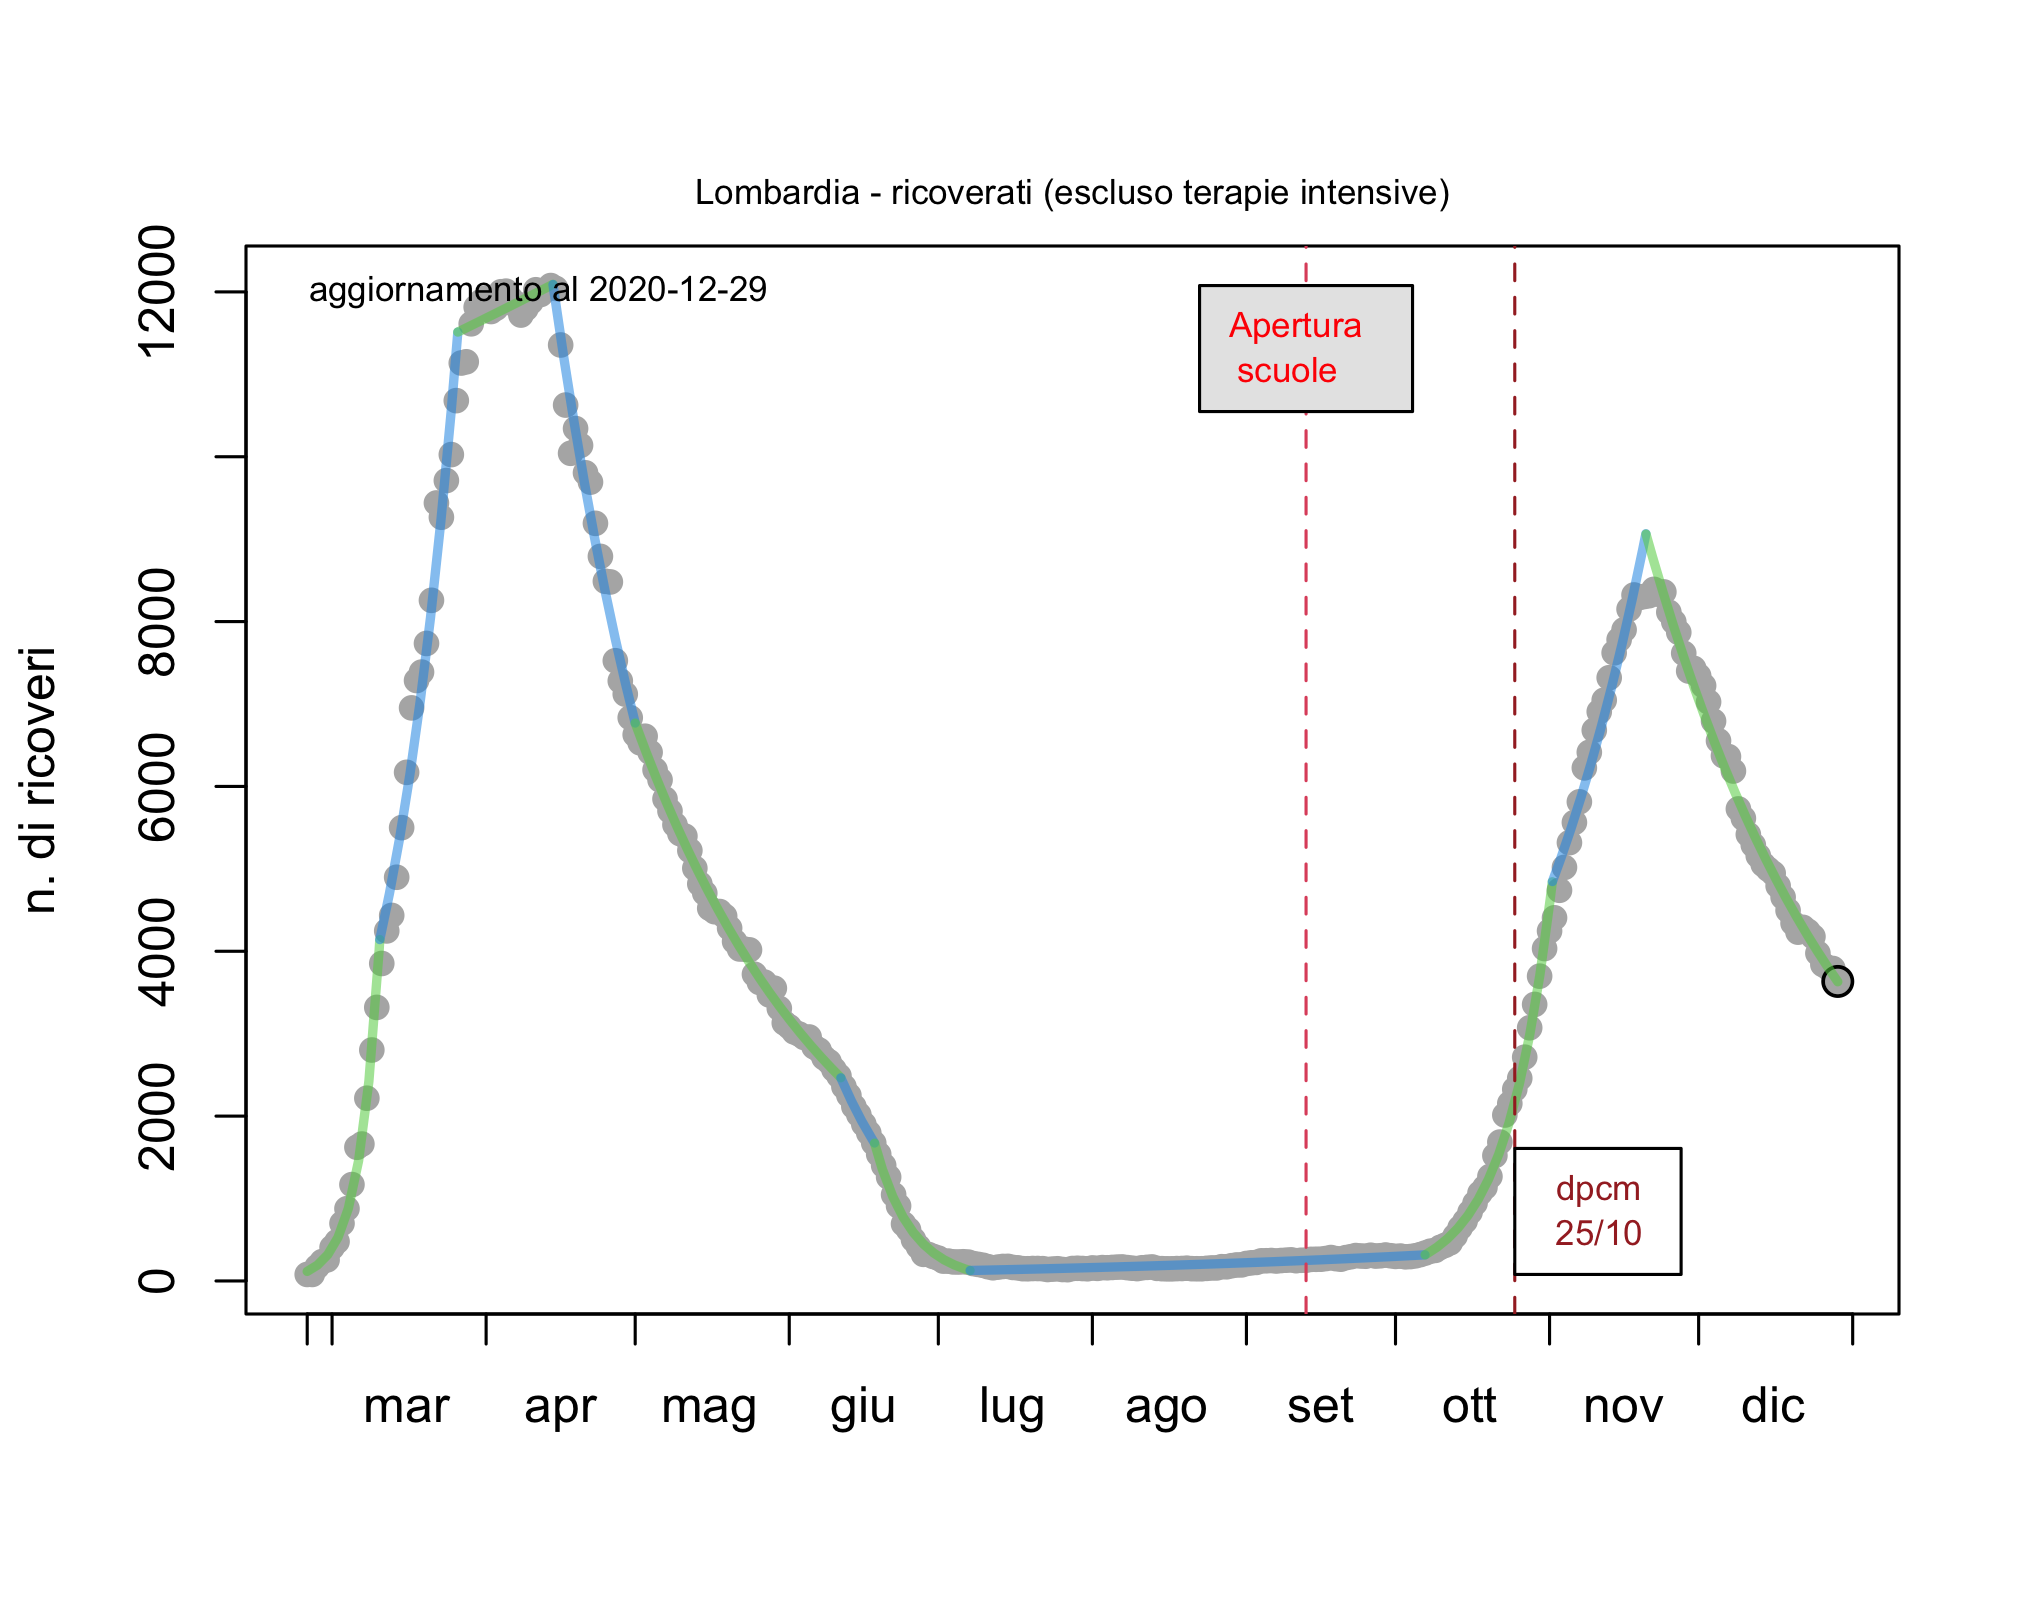 Lombardia - ricoverati (escluso terapie intensive)
aggiornamento al 2020-12-29
Apertura
scuole
dpcm
25/10
n. di ricoveri
12000
8000
6000
4000
2000
0
mar apr mag giu lug ago set ott nov dic